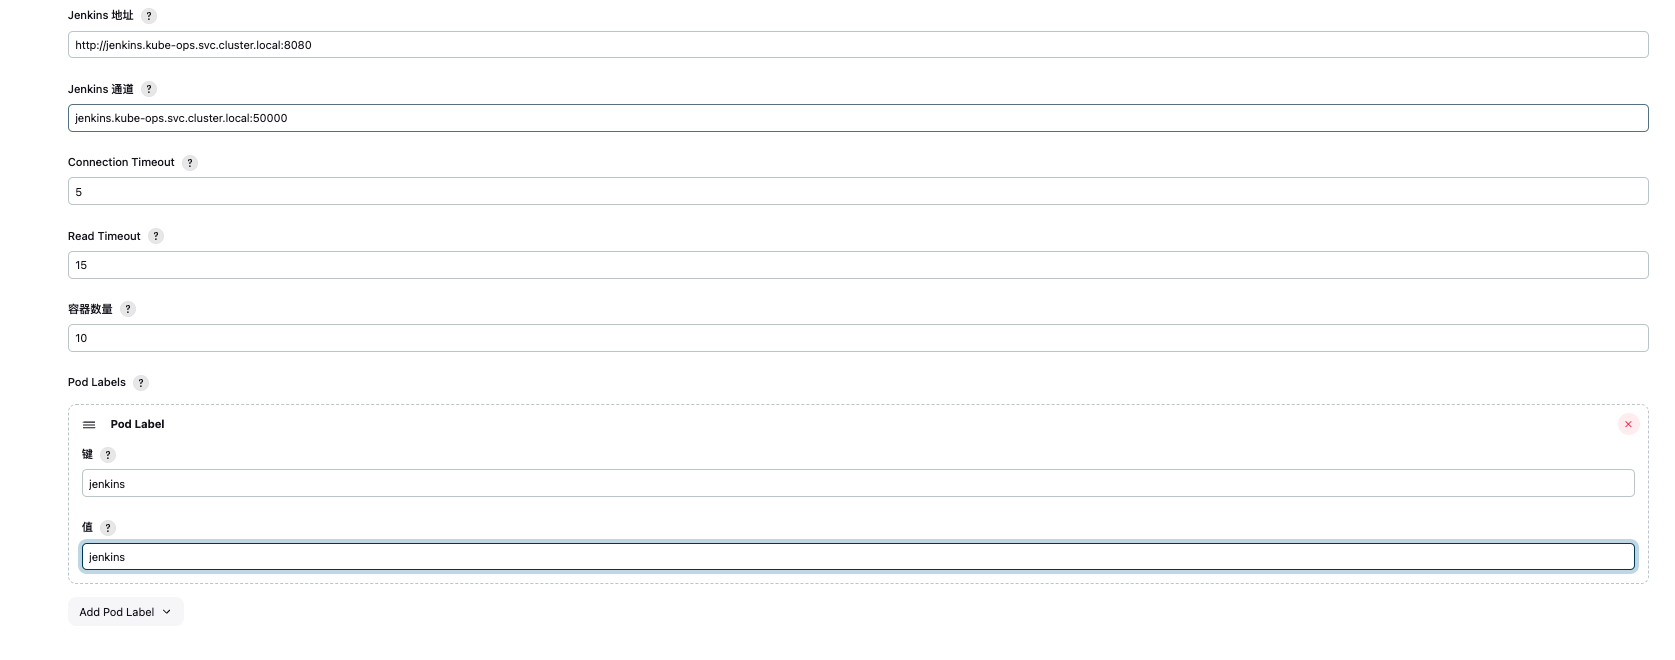 Jenkins 地址 ?
http://jenkins.kube-ops.svc.cluster.local:8080
Jenkins 通道 ?
jenkins.kube-ops.svc.cluster.local:50000
Connection Timeout ?
5
Read Timeout ?
15
容器数量 ?
10
Pod Labels ?
Pod Label
键 ?
jenkins
值 ?
jenkins
Add Pod Label